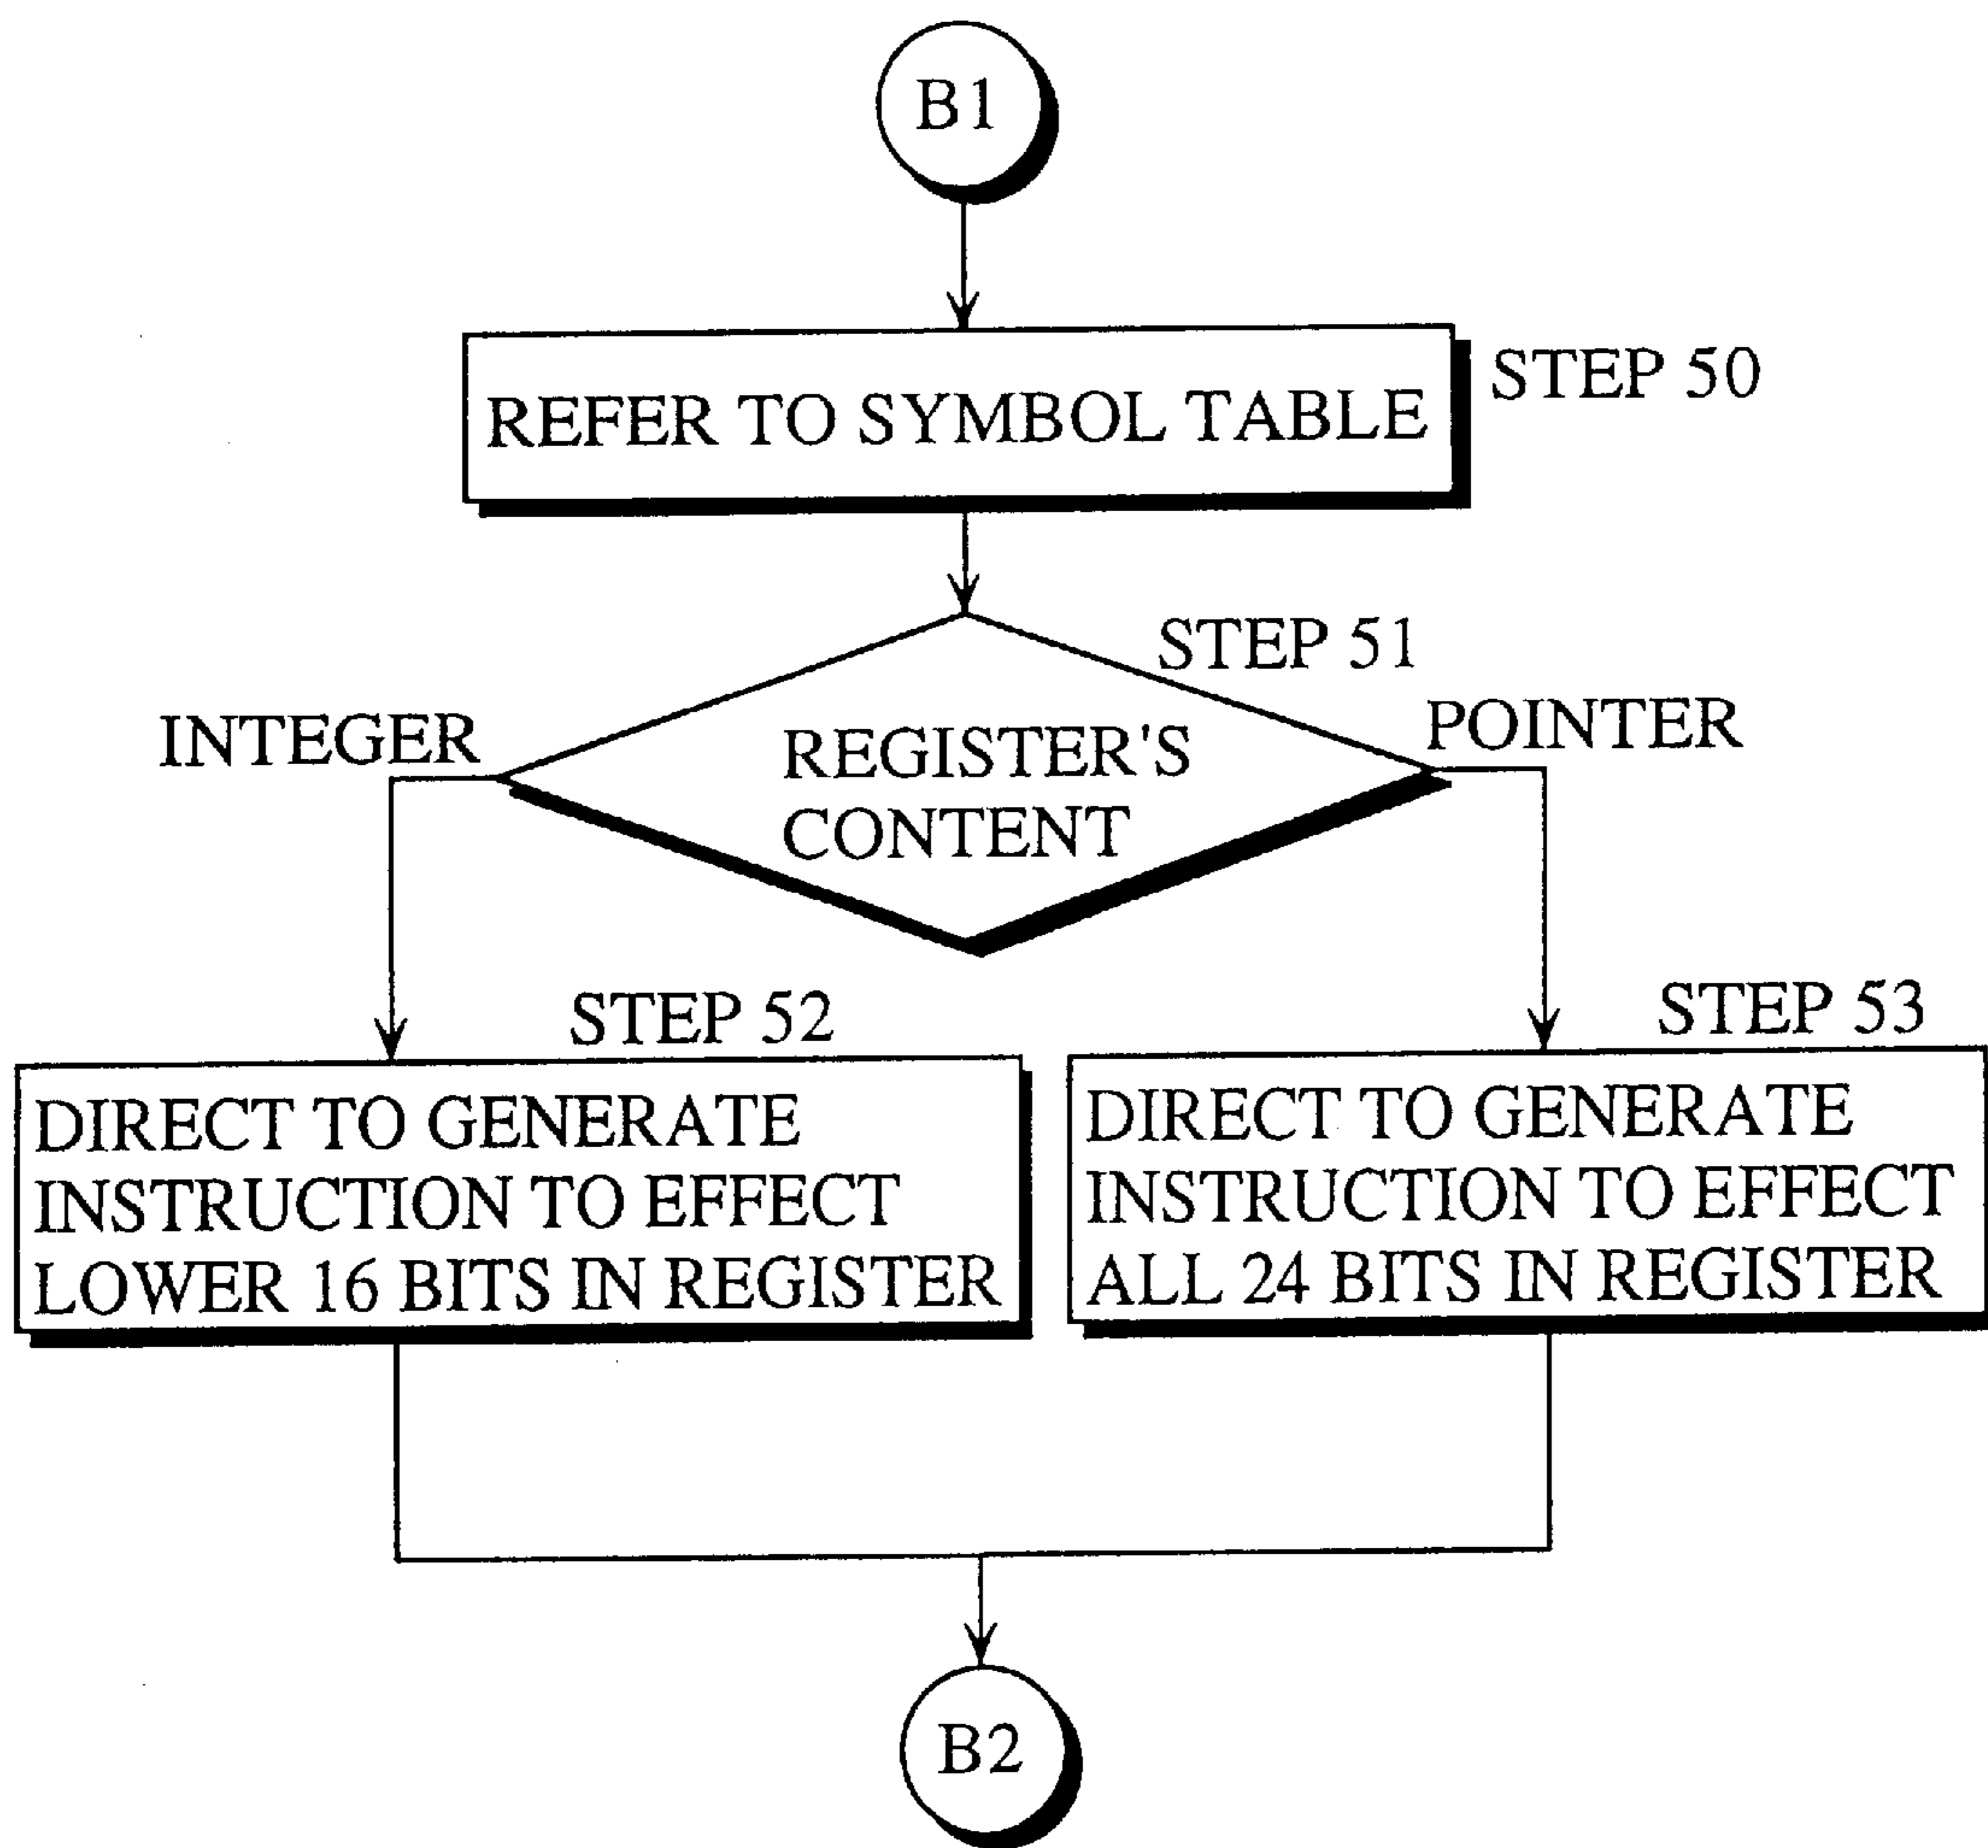 B1
STEP 50
REFER TO SYMBOL TABLE
STEP 51
INTEGER
POINTER
REGISTER'S
CONTENT
STEP 52
DIRECT TO GENERATE
INSTRUCTION TO EFFECT
LOWER 16 BITS IN REGISTER
STEP 53
DIRECT TO GENERATE
INSTRUCTION TO EFFECT
ALL 24 BITS IN REGISTER
B2